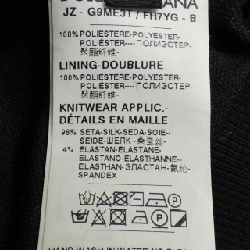 JZ - G9ME3T / FH7YG - B
100% POLIESTERE-POLYESTER-
POLYESTER----ПОЛИЭСТЕР-
聚酯纤维-
LINING-DOUBLURE
100% POLIESTERE-POLYESTER-
POLYESTER----ПОЛИЭСТЕР-
聚酯纤维-
KNITWEAR APPLIC.-
DÉTAILS EN MAILLE
96% SETA-SILK-SEDA-SOIE--
SEIDE-ШЕЛК -桑蚕丝-
4% ELASTAN-ELASTANE-
ELASTANO-ELASTHANNE--
ELASTHAN-ЭЛАСТАН-氨纶-
SPANDEX